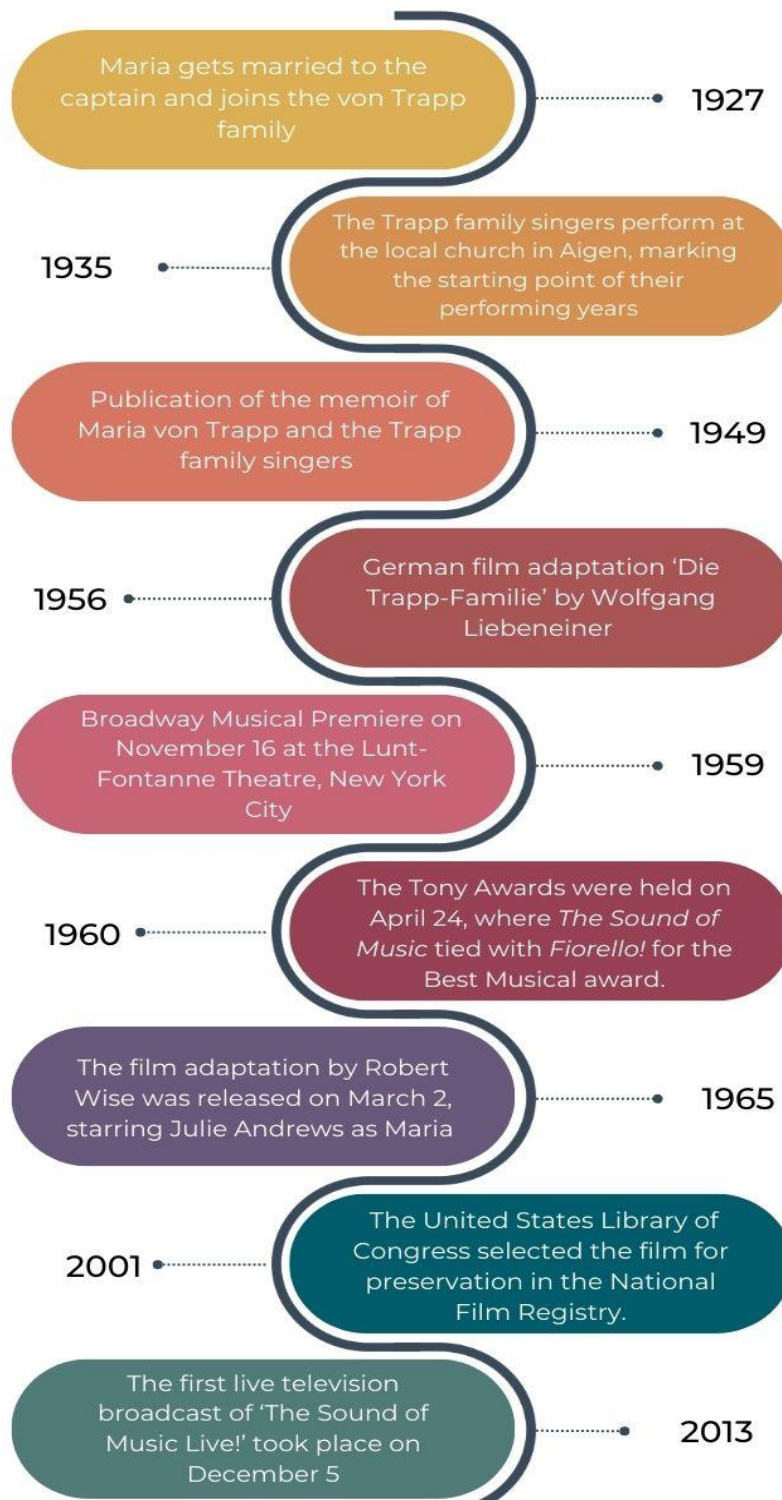 Maria gets married to the
captain and joins the von Trapp
family
1927
The Trapp family singers perform at
the local church in Aigen, marking
the starting point of their
performing years
1935
Publication of the memoir of
Maria von Trapp and the Trapp
family singers
1949
German film adaptation ‘Die
Trapp-Familie’ by Wolfgang
Liebeneiner
1956
Broadway Musical Premiere on
November 16 at the Lunt-
Fontanne Theatre, New York
City
1959
The Tony Awards were held on
April 24, where The Sound of
Music tied with Fiorello! for the
Best Musical award.
1960
The film adaptation by Robert
Wise was released on March 2,
starring Julie Andrews as Maria
1965
The United States Library of
Congress selected the film for
preservation in the National
Film Registry.
2001
The first live television
broadcast of ‘The Sound of
Music Live!’ took place on
December 5
2013